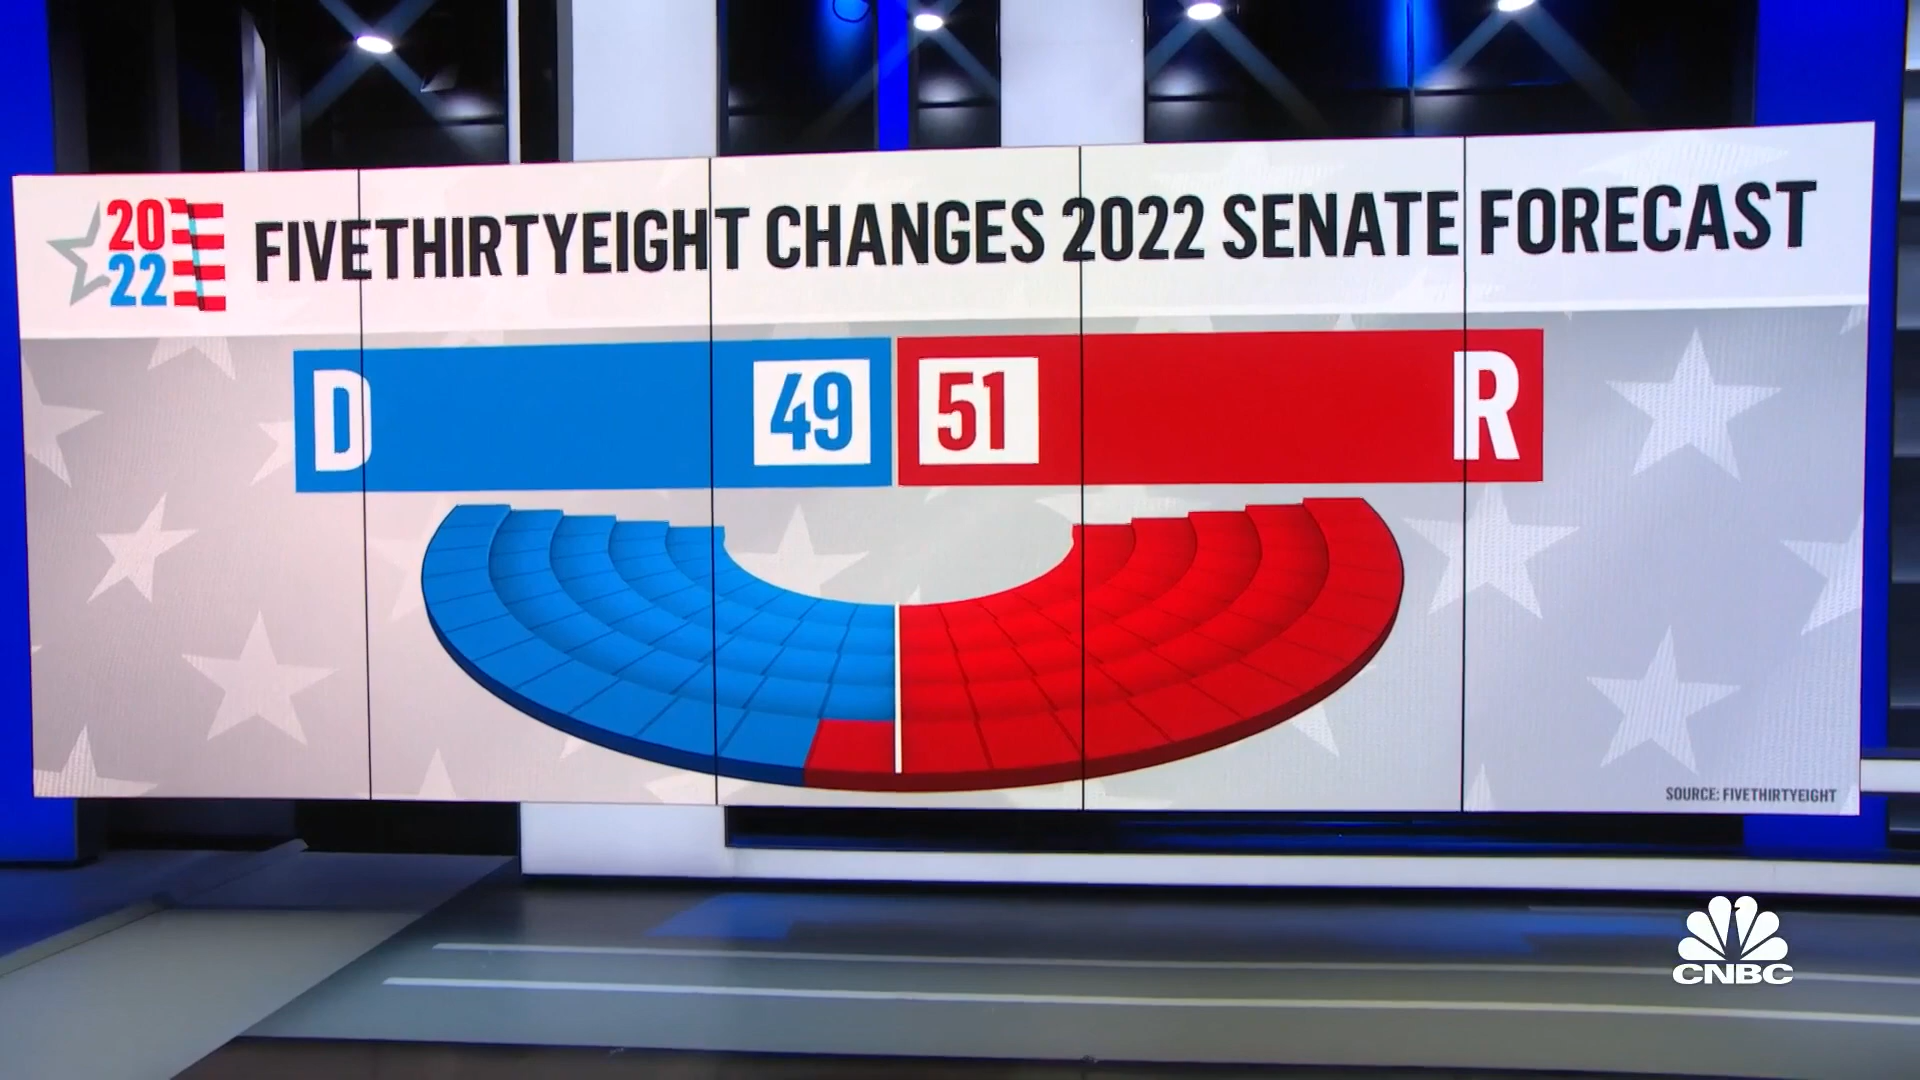 20
22
FIVETHIRTYEIGHT CHANGES 2022 SENATE FORECAST
D 49 51 R
SOURCE: FIVETHIRTYEIGHT
CNBC